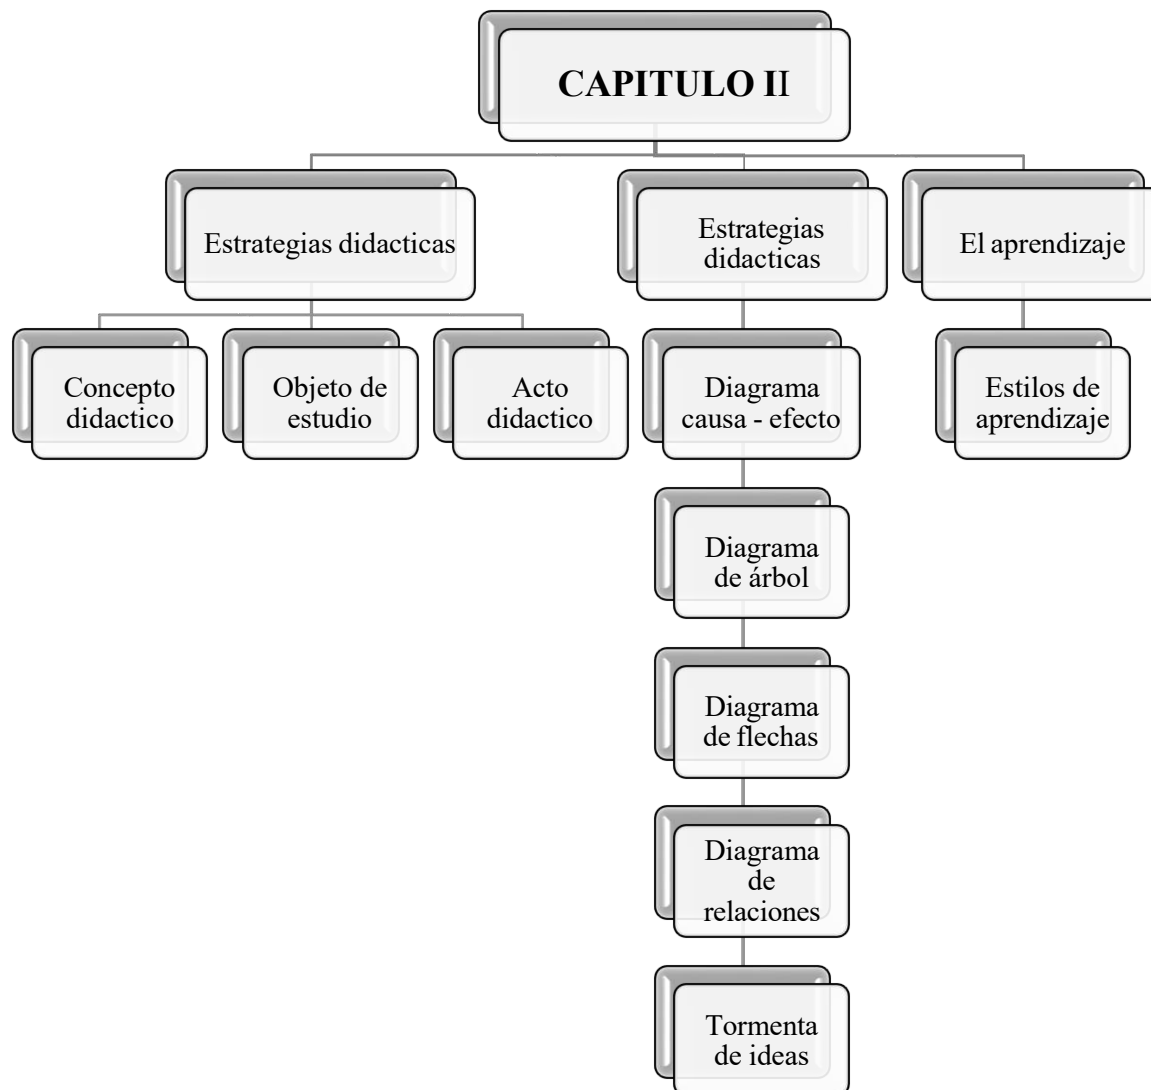 CAPITULO II
Estrategias didacticas
Estrategias
didacticas
El aprendizaje
Concepto
didactico
Objeto de
estudio
Acto
didactico
Diagrama
causa - efecto
Estilos de
aprendizaje
Diagrama
de árbol
Diagrama
de flechas
Diagrama
de
relaciones
Tormenta
de ideas